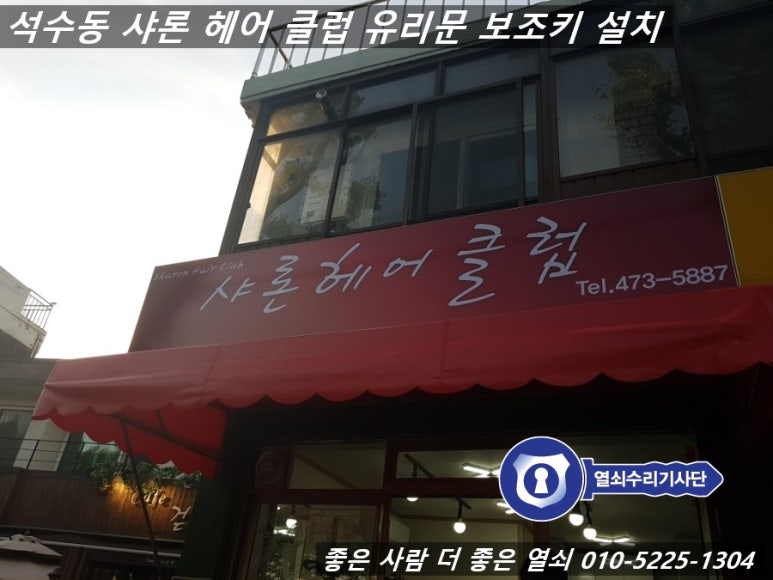 석수동 샤론 헤어 클럽 유리문 보조키 설치
Sharon Hair Club
샤론헤어클럽
Tel.473-5887
열쇠수리기사단
Cafe
걷
좋은 사람 더 좋은 열쇠 010-5225-1304